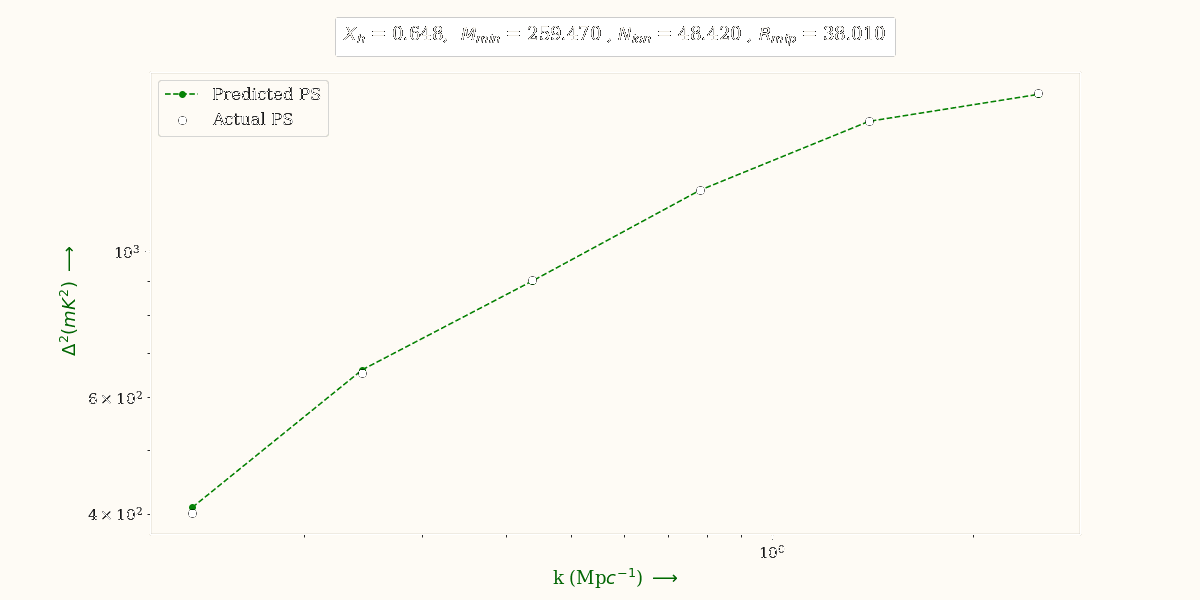 X_h = 0.648, M_min = 259.470 , N_ion = 48.420 , R_mfp = 38.010
Predicted PS
Actual PS
10³
6 × 10²
4 × 10²
Δ²(mK²) ⟶
10⁰
k (Mpc⁻¹) ⟶